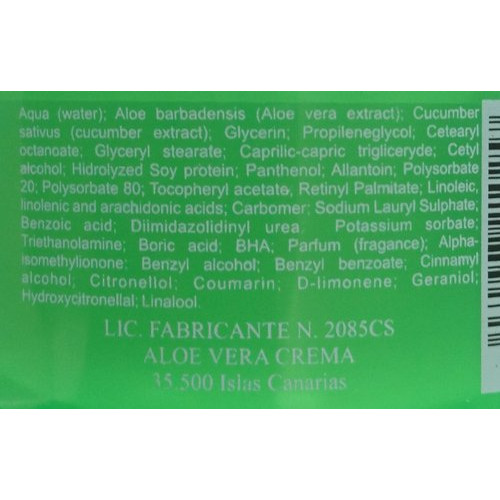 Aqua (water); Aloe barbadensis (Aloe vera extract); Cucumber
sativus (cucumber extract); Glycerin; Propileneglycol; Cetearyl
octanoate; Glyceryl stearate; Caprilic-capric trigliceryde; Cetyl
alcohol; Hidrolyzed Soy protein; Panthenol; Allantoin; Polysorbate
20; Polysorbate 80; Tocopheryl acetate, Retinyl Palmitate; Linoleic,
linolenic and arachidonic acids; Carbomer; Sodium Lauryl Sulphate;
Benzoic acid; Diimidazolidinyl urea. Potassium sorbate;
Triethanolamine; Boric acid; BHA; Parfum (fragance); Alpha-
isomethylionone; Benzyl alcohol; Benzyl benzoate; Cinnamyl
alcohol; Citronellol; Coumarin; D-limonene; Geraniol;
Hydroxycitronellal; Linalool.
LIC. FABRICANTE N. 2085CS
ALOE VERA CREMA
35.500 Islas Canarias